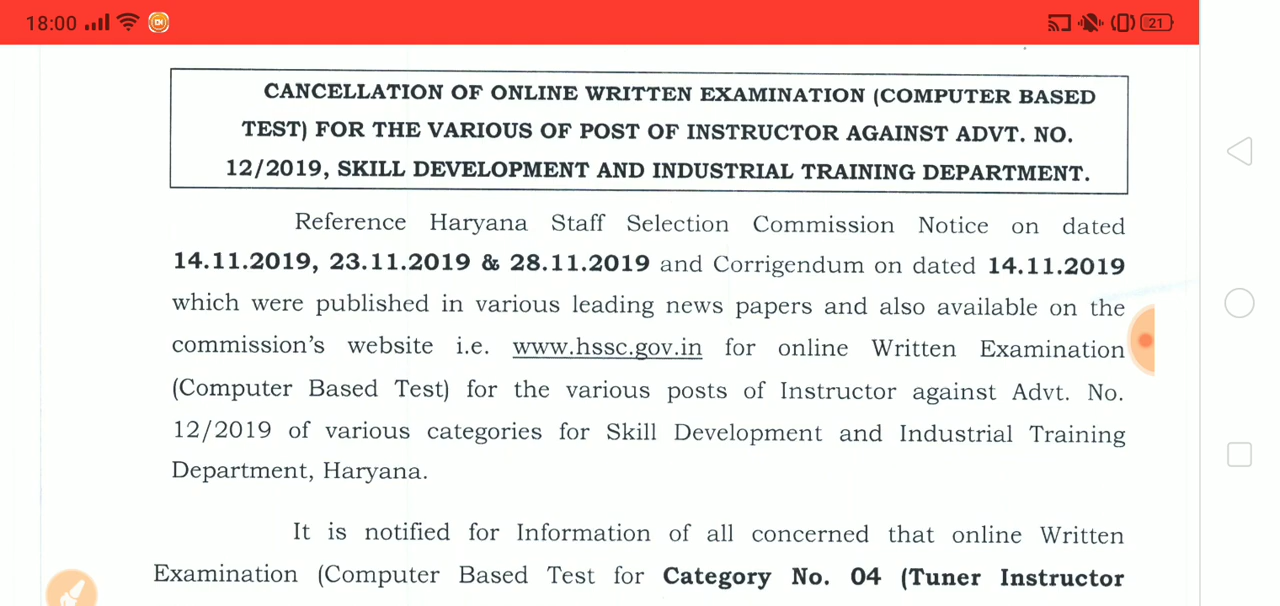 18:00
21
CANCELLATION OF ONLINE WRITTEN EXAMINATION (COMPUTER BASED
TEST) FOR THE VARIOUS OF POST OF INSTRUCTOR AGAINST ADVT. NO.
12/2019, SKILL DEVELOPMENT AND INDUSTRIAL TRAINING DEPARTMENT.
Reference Haryana Staff Selection Commission Notice on dated
14.11.2019, 23.11.2019 & 28.11.2019 and Corrigendum on dated 14.11.2019
which were published in various leading news papers and also available on the
commission's website i.e. www.hssc.gov.in for online Written Examination
(Computer Based Test) for the various posts of Instructor against Advt. No.
12/2019 of various categories for Skill Development and Industrial Training
Department, Haryana.
It is notified for Information of all concerned that online Written
Examination (Computer Based Test for Category No. 04 (Tuner Instructor